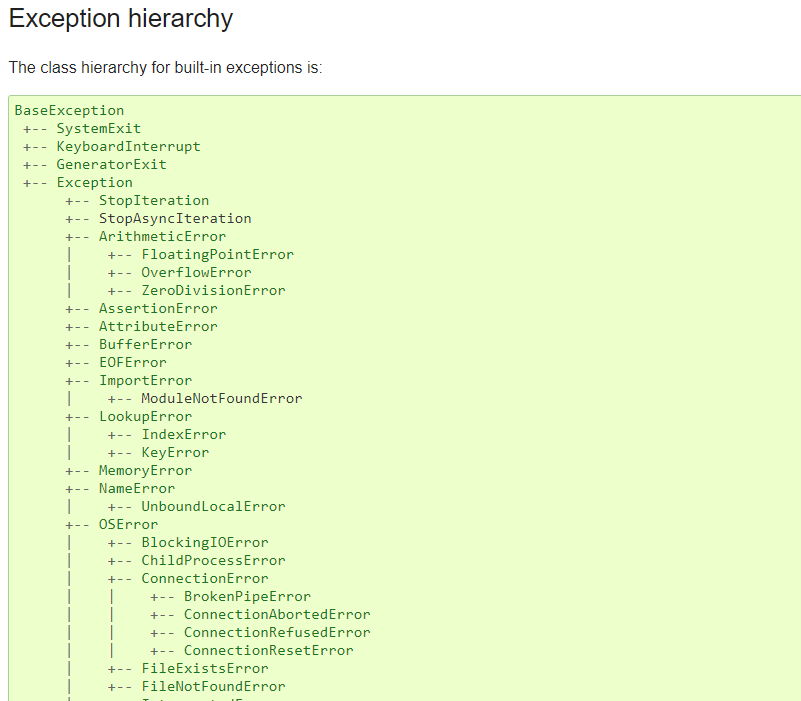 Exception hierarchy
The class hierarchy for built-in exceptions is:
BaseException
 +-- SystemExit
 +-- KeyboardInterrupt
 +-- GeneratorExit
 +-- Exception
      +-- StopIteration
      +-- StopAsyncIteration
      +-- ArithmeticError
      |    +-- FloatingPointError
      |    +-- OverflowError
      |    +-- ZeroDivisionError
      +-- AssertionError
      +-- AttributeError
      +-- BufferError
      +-- EOFError
      +-- ImportError
      |    +-- ModuleNotFoundError
      +-- LookupError
      |    +-- IndexError
      |    +-- KeyError
      +-- MemoryError
      +-- NameError
      |    +-- UnboundLocalError
      +-- OSError
      |    +-- BlockingIOError
      |    +-- ChildProcessError
      |    +-- ConnectionError
      |    |    +-- BrokenPipeError
      |    |    +-- ConnectionAbortedError
      |    |    +-- ConnectionRefusedError
      |    |    +-- ConnectionResetError
      |    +-- FileExistsError
      |    +-- FileNotFoundError